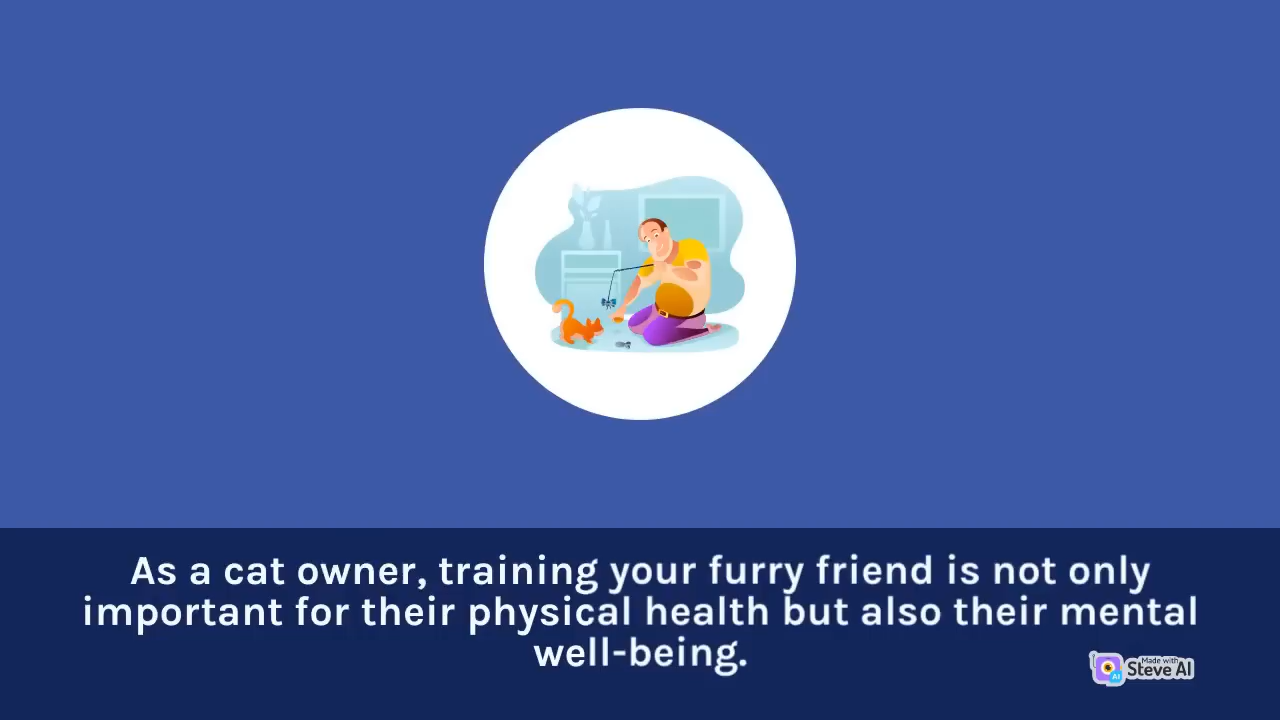 As a cat owner, training your furry friend is not only
important for their physical health but also their mental
well-being.
Made with
Steve AI
AI